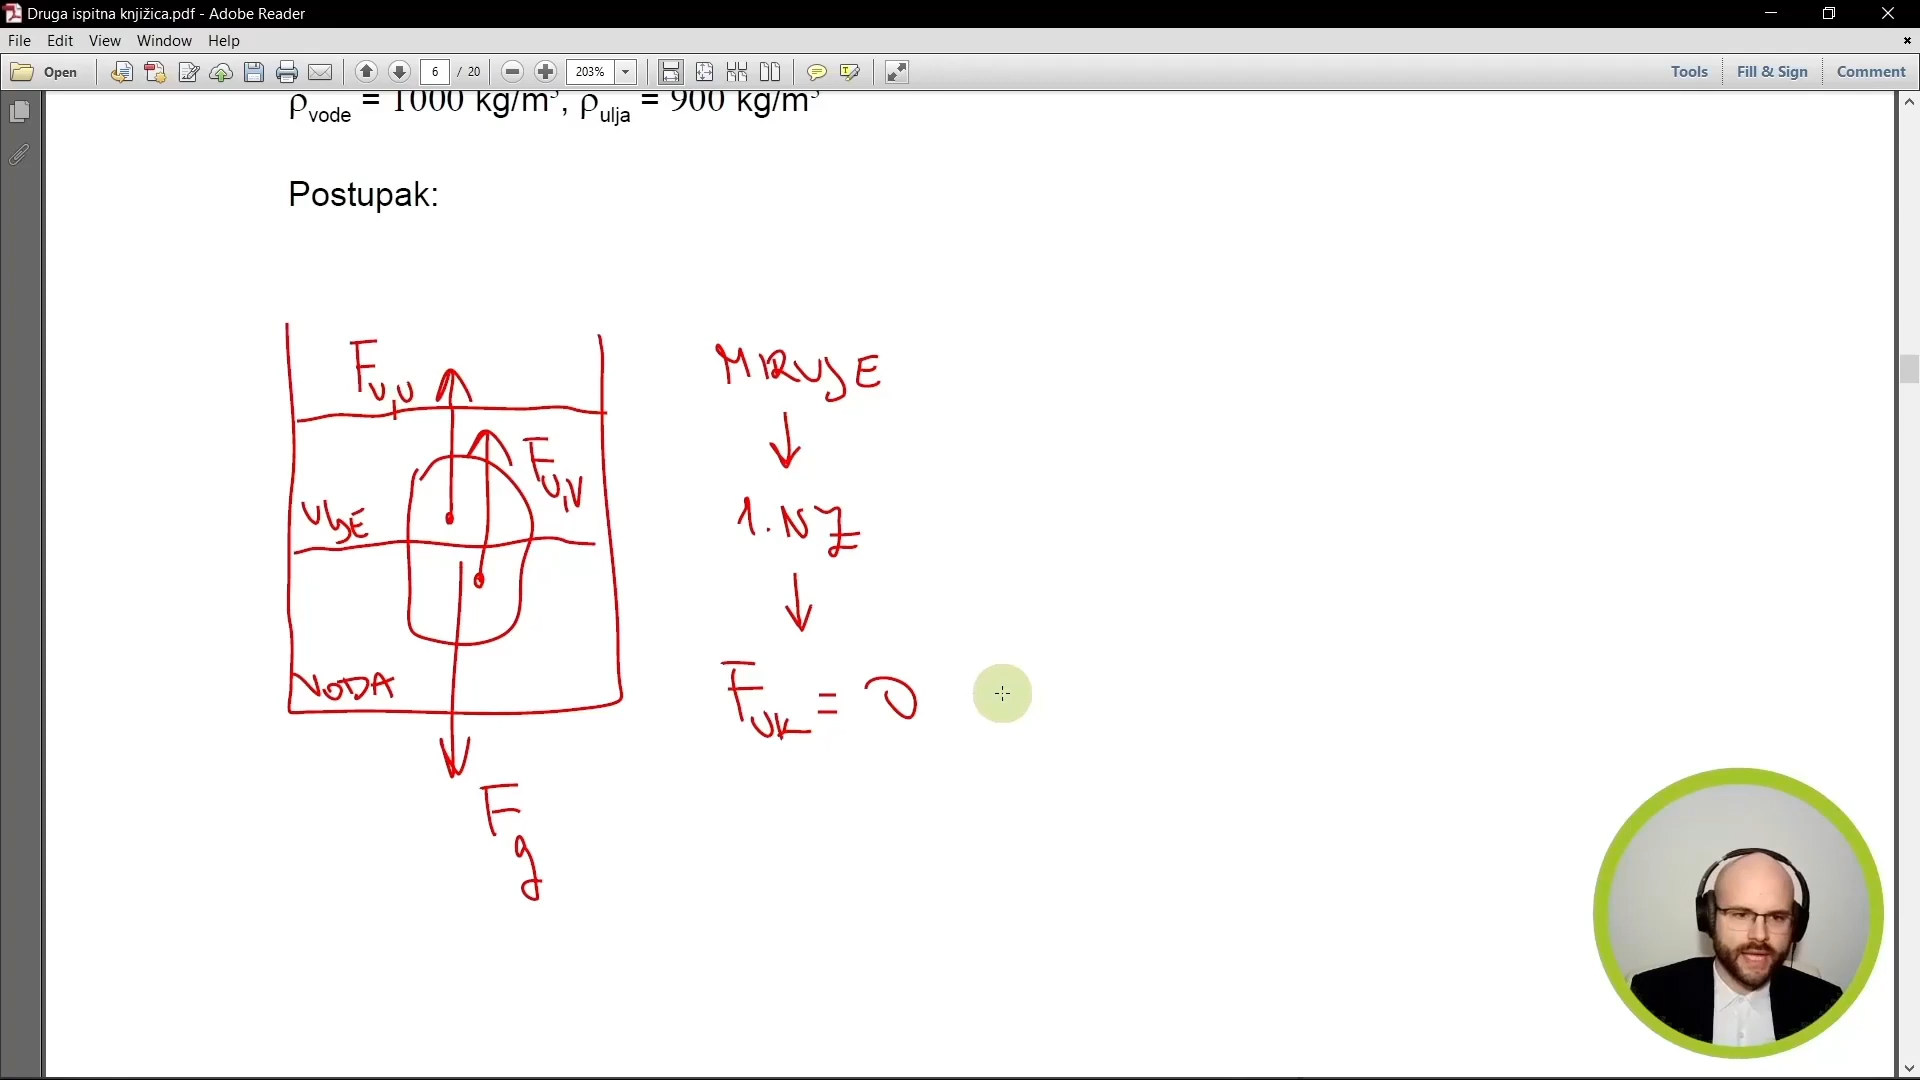 Druga ispitna knjižica.pdf - Adobe Reader
File Edit View Window Help
Open 6 / 20 203% Tools Fill & Sign Comment
ρvode = 1000 kg/m³, ρulja = 900 kg/m³
Postupak:
Fu,u
MIRUJE
Fu,v
ULJE
1. NZ
VODA
Fuk = 0
Fg